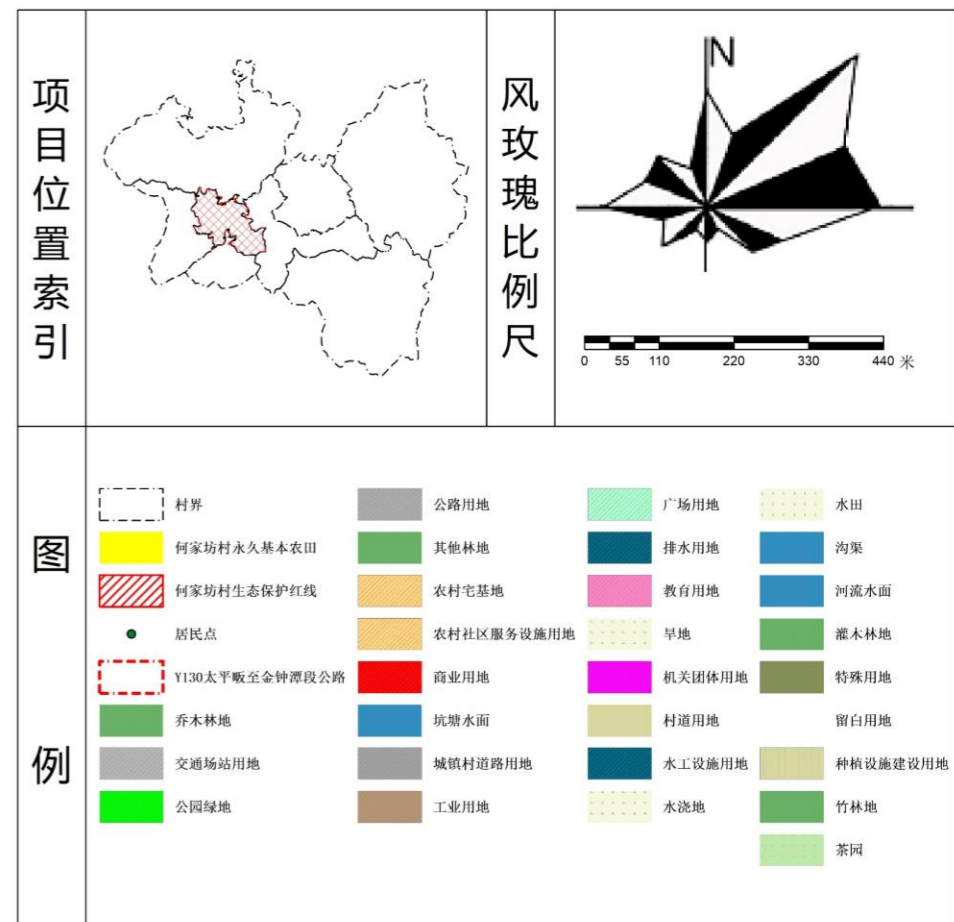 项目位置索引
风玫瑰比例尺
N
0 55 110 220 330 440 米
图例
村界
何家坊村永久基本农田
何家坊村生态保护红线
居民点
Y130太平畈至金钟潭段公路
乔木林地
交通场站用地
公园绿地
公路用地
其他林地
农村宅基地
农村社区服务设施用地
商业用地
坑塘水面
城镇村道路用地
工业用地
广场用地
排水用地
教育用地
旱地
机关团体用地
村道用地
水工设施用地
水浇地
水田
沟渠
河流水面
灌木林地
特殊用地
留白用地
种植设施建设用地
竹林地
茶园